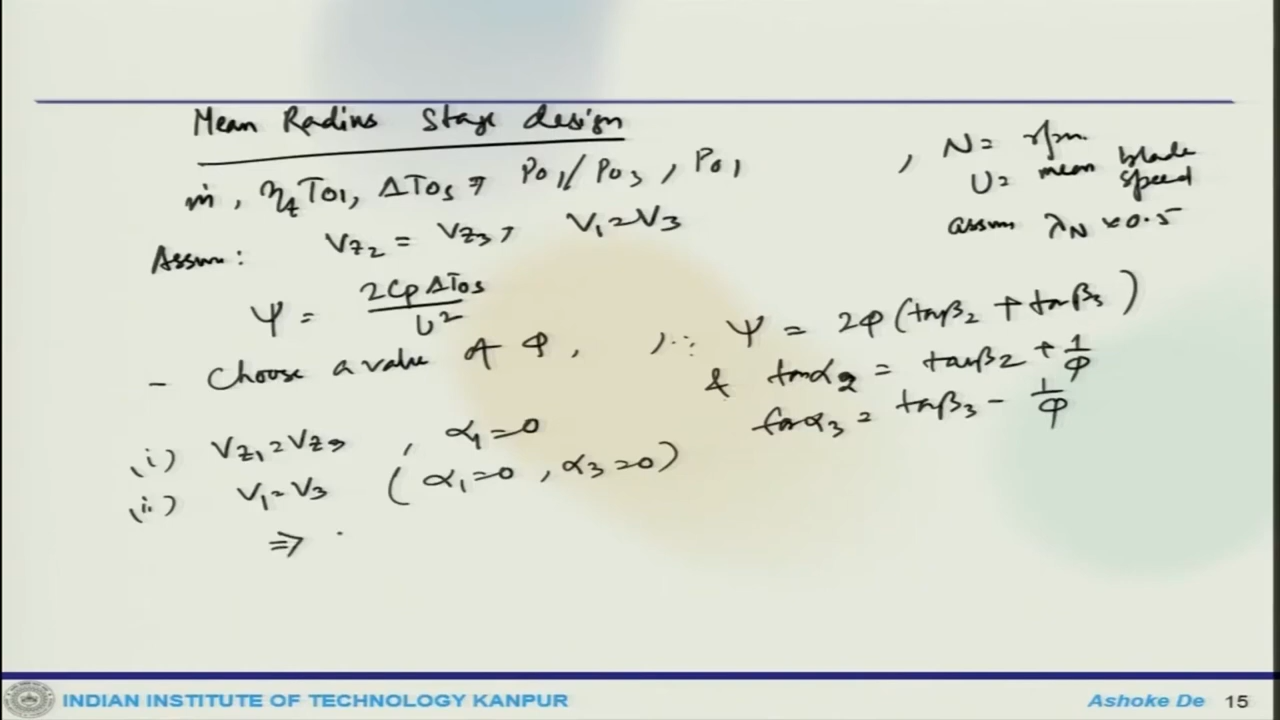 Mean Radius Stage design
ṁ, ηt T01, ΔT0s, P01/P03, P01, N = rpm
U = mean blade speed
assum λN ≈ 0.5
Assum: Vz2 = Vz3, V1 = V3
ψ = 2Cp ΔT0s / U²
- Choose a value of φ, ∴ ψ = 2φ(tanβ2 + tanβ3)
& tanα2 = tanβ2 + 1/φ
tanα3 = tanβ3 - 1/φ
(i) Vz1 = Vz2, α1 = 0
(ii) V1 = V3 (α1 = 0, α3 = 0)
⇒
INDIAN INSTITUTE OF TECHNOLOGY KANPUR
Ashoke De 15